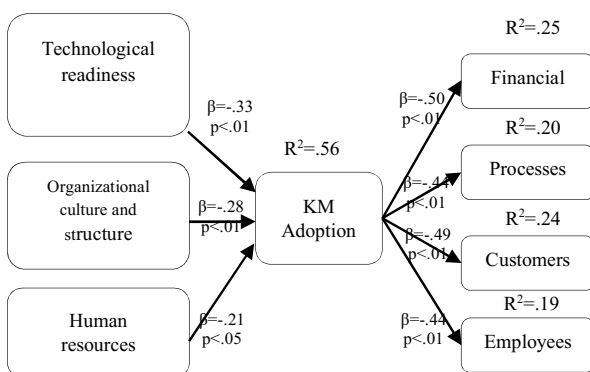 Technological
readiness
Organizational
culture and
structure
Human
resources
β=-.33
p<.01
β=-.28
p<.01
β=-.21
p<.05
R²=.56
KM
Adoption
β=-.50
p<.01
β=-.44
p<.01
β=-.49
p<.01
β=-.44
p<.01
R²=.25
Financial
R²=.20
Processes
R²=.24
Customers
R²=.19
Employees